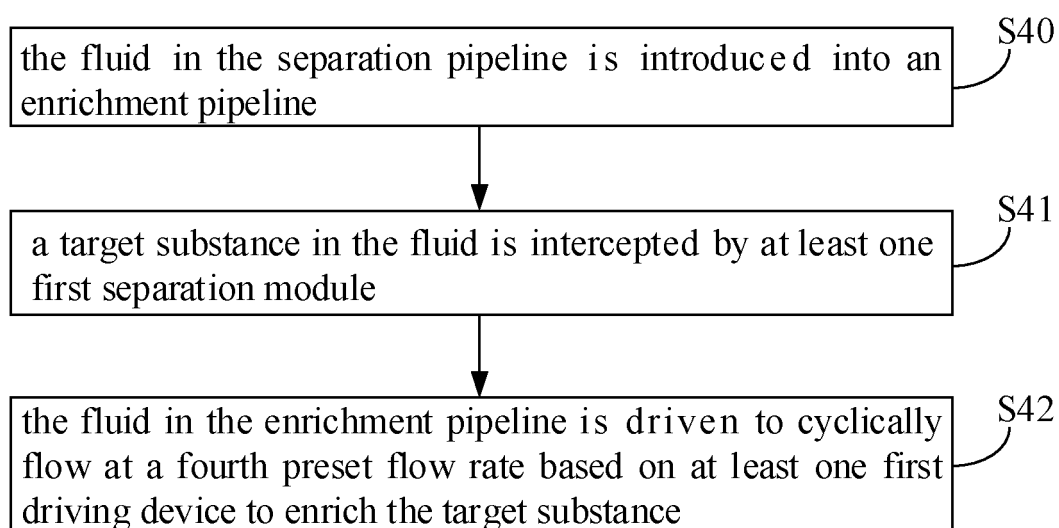 S40
the fluid in the separation pipeline is introduced into an
enrichment pipeline
S41
a target substance in the fluid is intercepted by at least one
first separation module
S42
the fluid in the enrichment pipeline is driven to cyclically
flow at a fourth preset flow rate based on at least one first
driving device to enrich the target substance